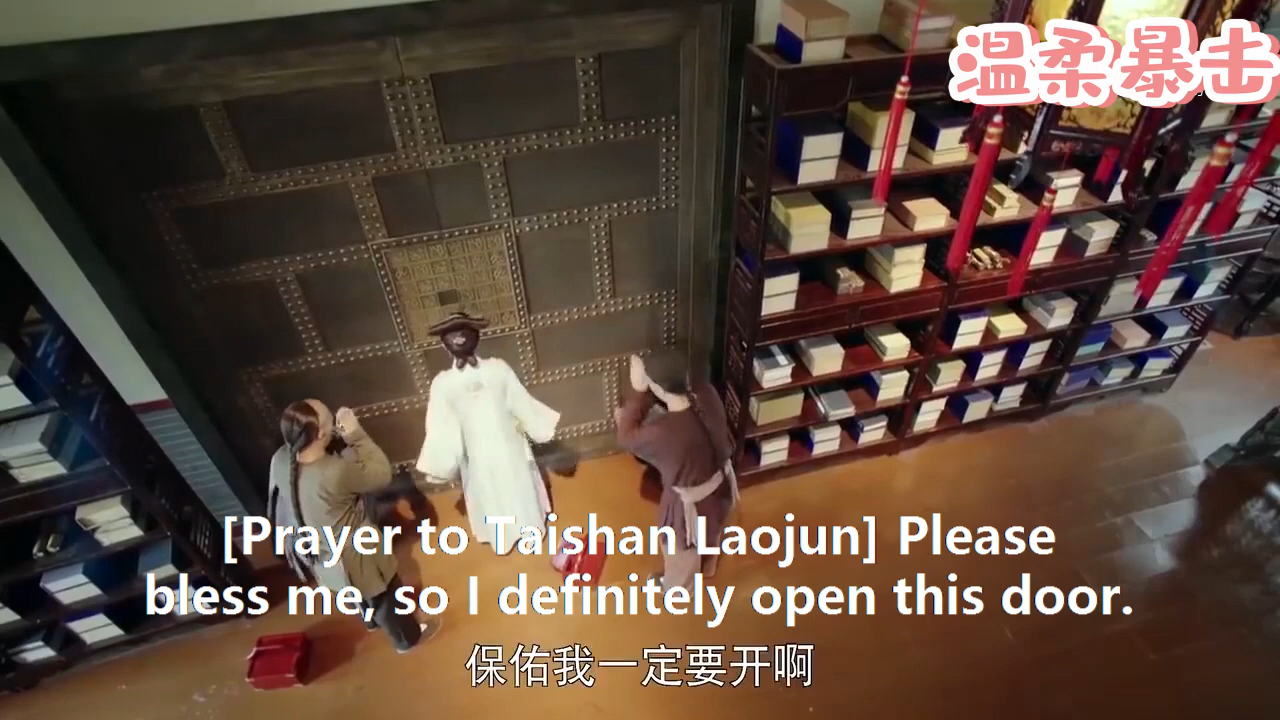 温柔暴击
[Prayer to Taishan Laojun] Please
bless me, so I definitely open this door.
保佑我一定要开啊